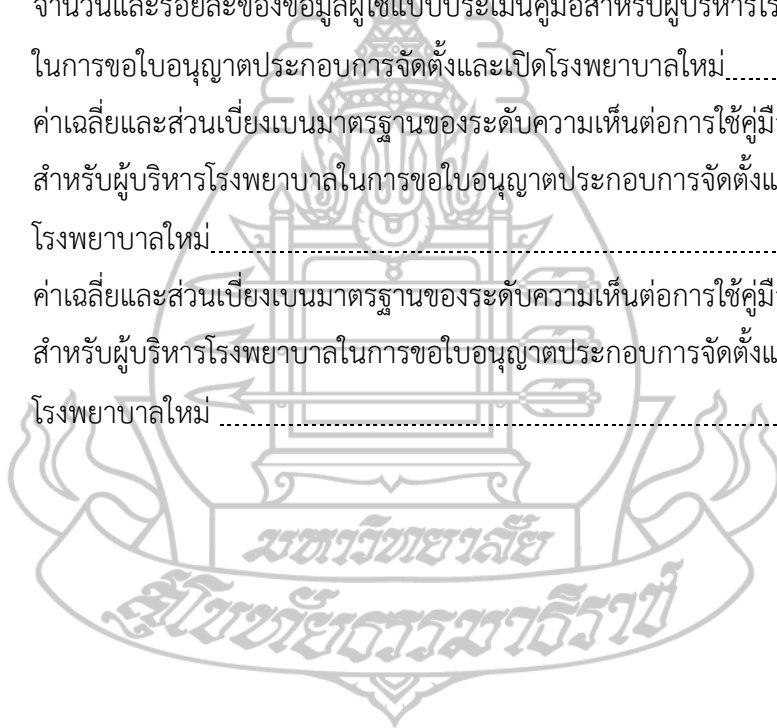 จำนวนและร้อยละของข้อมูลผู้ใช้แบบประเมินคู่มือสำหรับผู้บริหารโร
ในการขอใบอนุญาตประกอบการจัดตั้งและเปิดโรงพยาบาลใหม่
ค่าเฉลี่ยและส่วนเบี่ยงเบนมาตรฐานของระดับความเห็นต่อการใช้คู่มื
สำหรับผู้บริหารโรงพยาบาลในการขอใบอนุญาตประกอบการจัดตั้งแ
โรงพยาบาลใหม่
ค่าเฉลี่ยและส่วนเบี่ยงเบนมาตรฐานของระดับความเห็นต่อการใช้คู่มื
สำหรับผู้บริหารโรงพยาบาลในการขอใบอนุญาตประกอบการจัดตั้งแ
โรงพยาบาลใหม่
มหาวิทยาลัย
สุโขทัยธรรมาธิราช